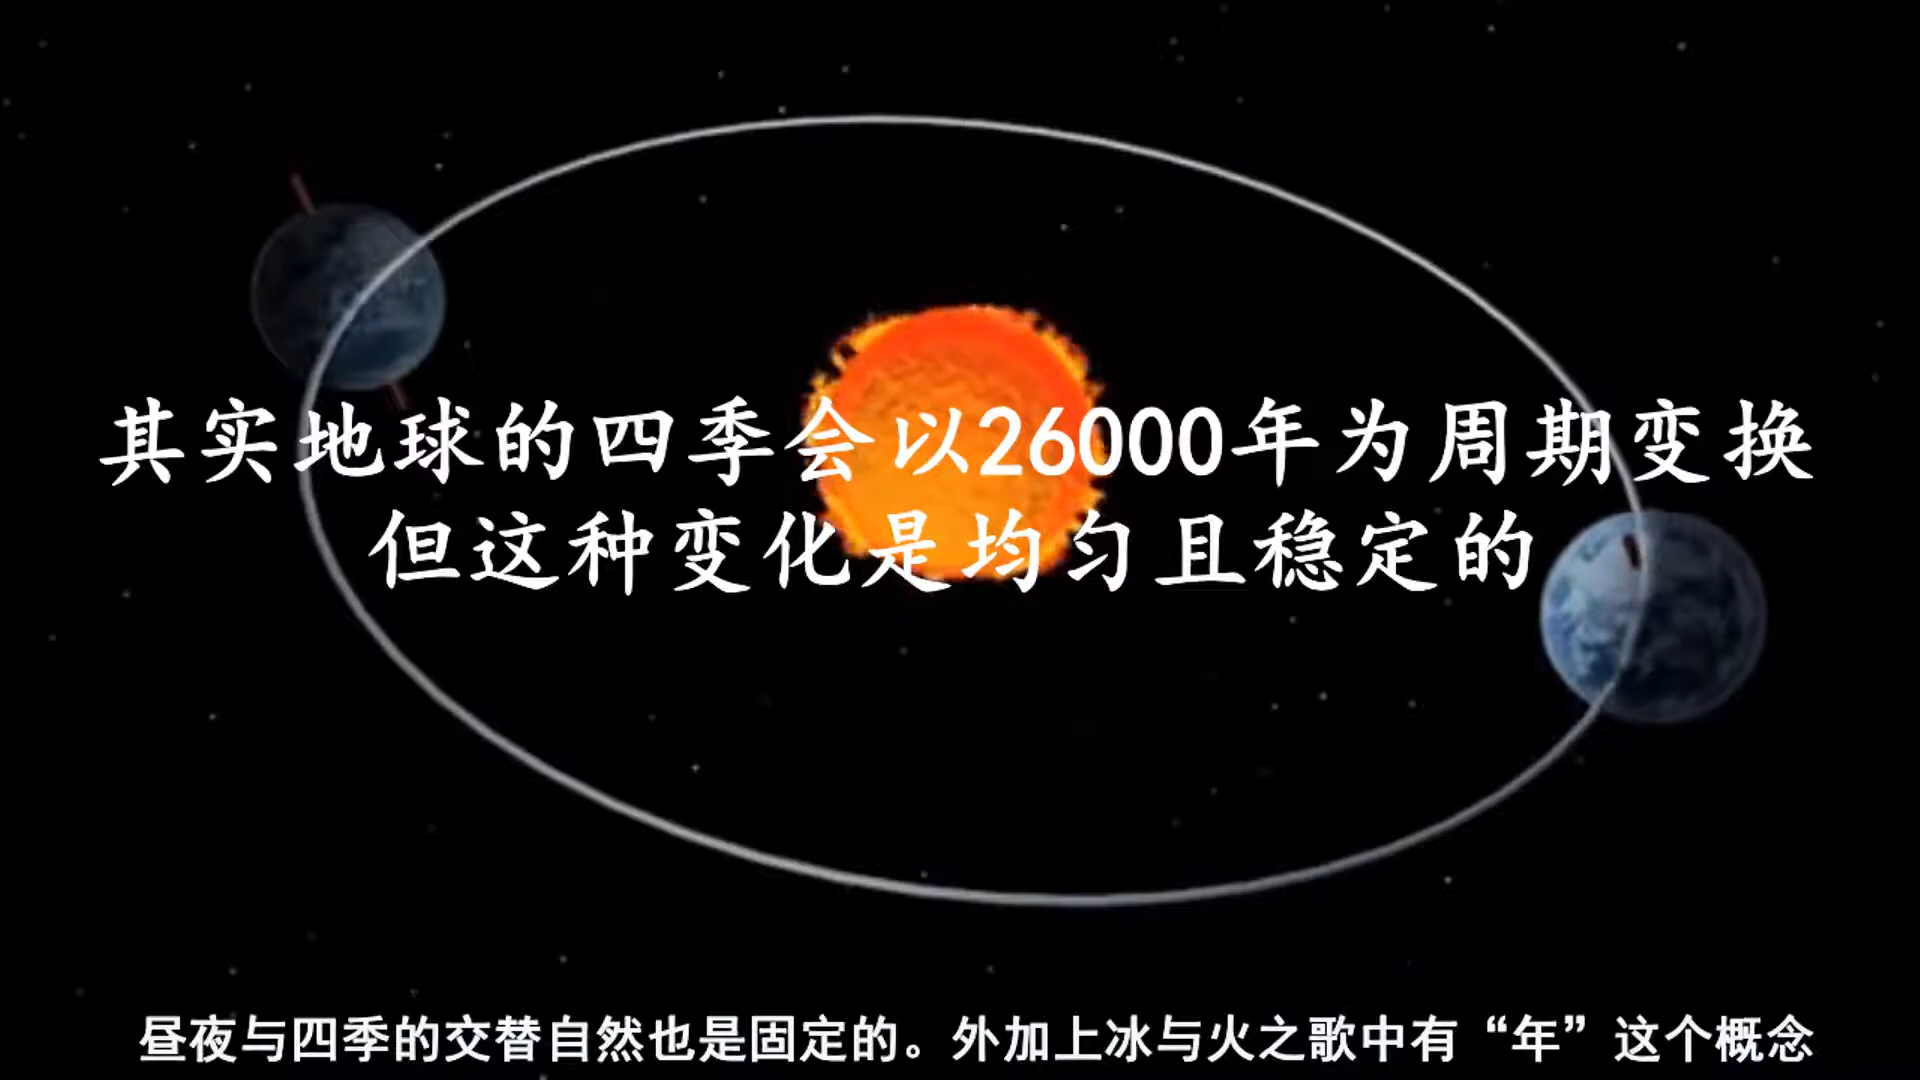 其实地球的四季会以26000年为周期变换
但这种变化是均匀且稳定的
昼夜与四季的交替自然也是固定的。外加上冰与火之歌中有“年”这个概念